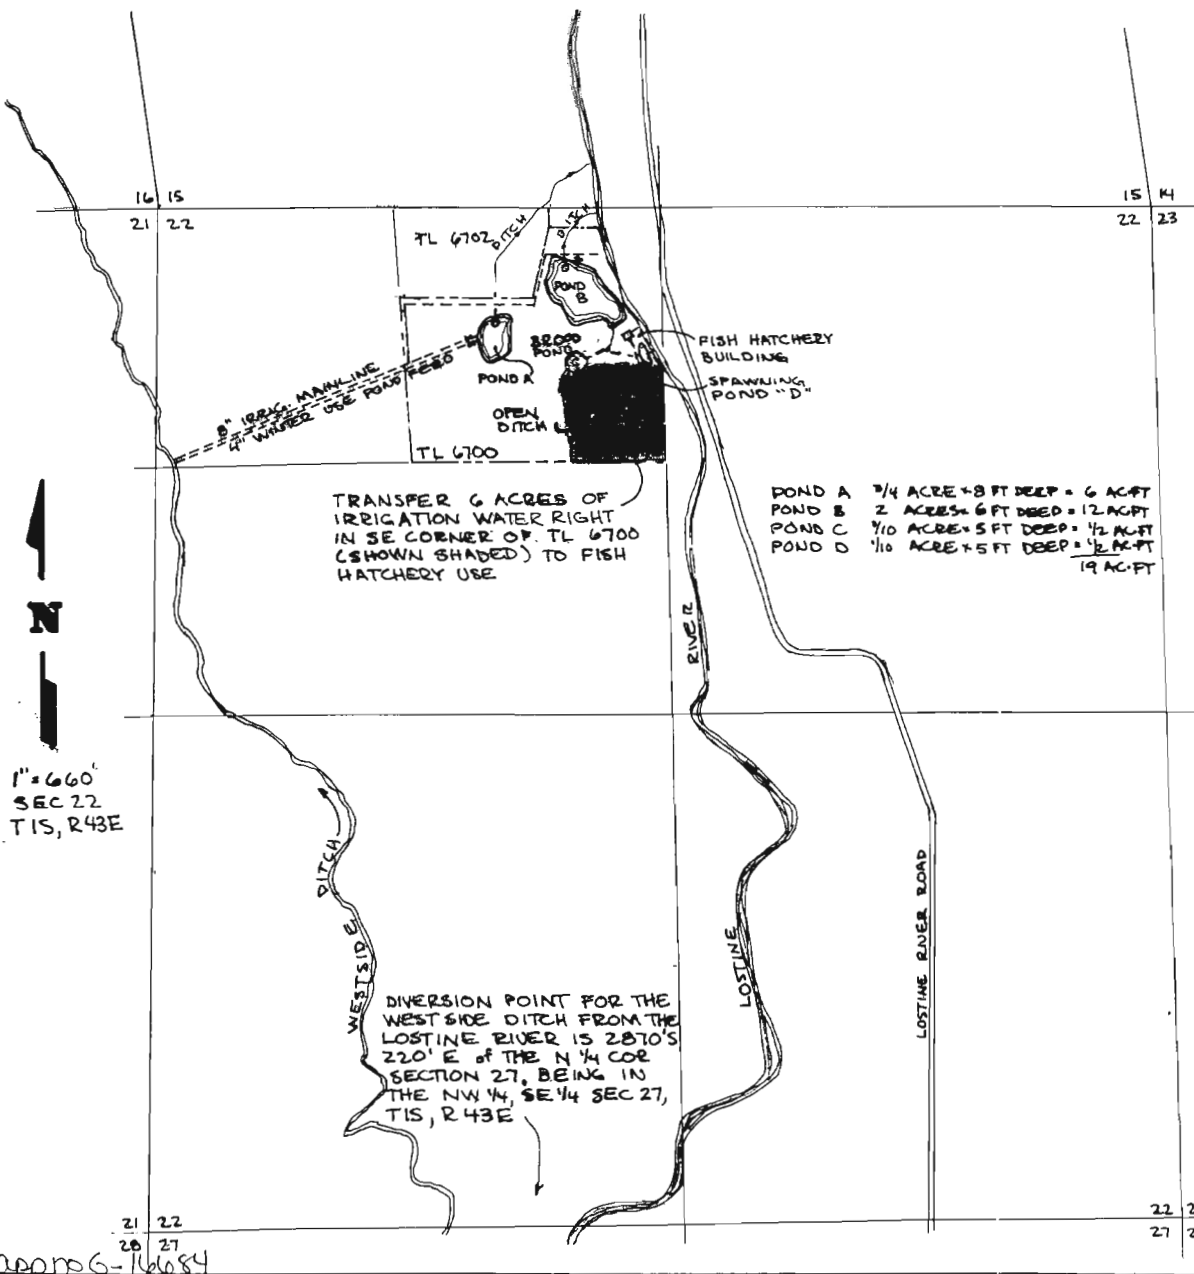 16 15
21 22
15 14
22 23
TL 6702
DITCH
DITCH
POND
B
BROOD
POND
C
POND A
FISH HATCHERY
BUILDING
SPAWNING
POND "D"
8" IRRIG. MAINLINE
4" WINTER USE POND FEED
OPEN
DITCH
TL 6700
TRANSFER 6 ACRES OF
IRRIGATION WATER RIGHT
IN SE CORNER OF TL 6700
(SHOWN SHADED) TO FISH
HATCHERY USE
POND A 3/4 ACRE × 8 FT DEEP = 6 AC·FT
POND B 2 ACRES × 6 FT DEEP = 12 AC·FT
POND C 1/10 ACRE × 5 FT DEEP = 1/2 AC·FT
POND D 1/10 ACRE × 5 FT DEEP = 1/2 AC·FT
19 AC·FT
N
1" = 660'
SEC 22
T1S, R43E
RIVER
DITCH
WESTSIDE
LOSTINE
LOSTINE RIVER ROAD
DIVERSION POINT FOR THE
WEST SIDE DITCH FROM THE
LOSTINE RIVER IS 2870'S
220' E of THE N 1/4 COR
SECTION 27, BEING IN
THE NW 1/4, SE 1/4 SEC 27,
T1S, R43E
21 22
28 27
22 2
27 2
app no G-16684